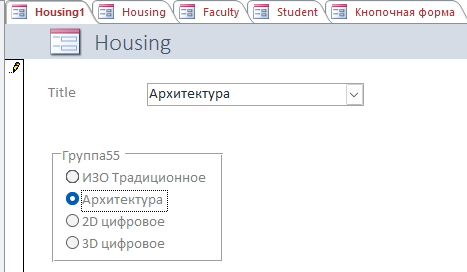 Housing1 Housing Faculty Student Кнопочная форма
Housing
Title Архитектура
Группа55
ИЗО Традиционное
Архитектура
2D цифровое
3D цифровое